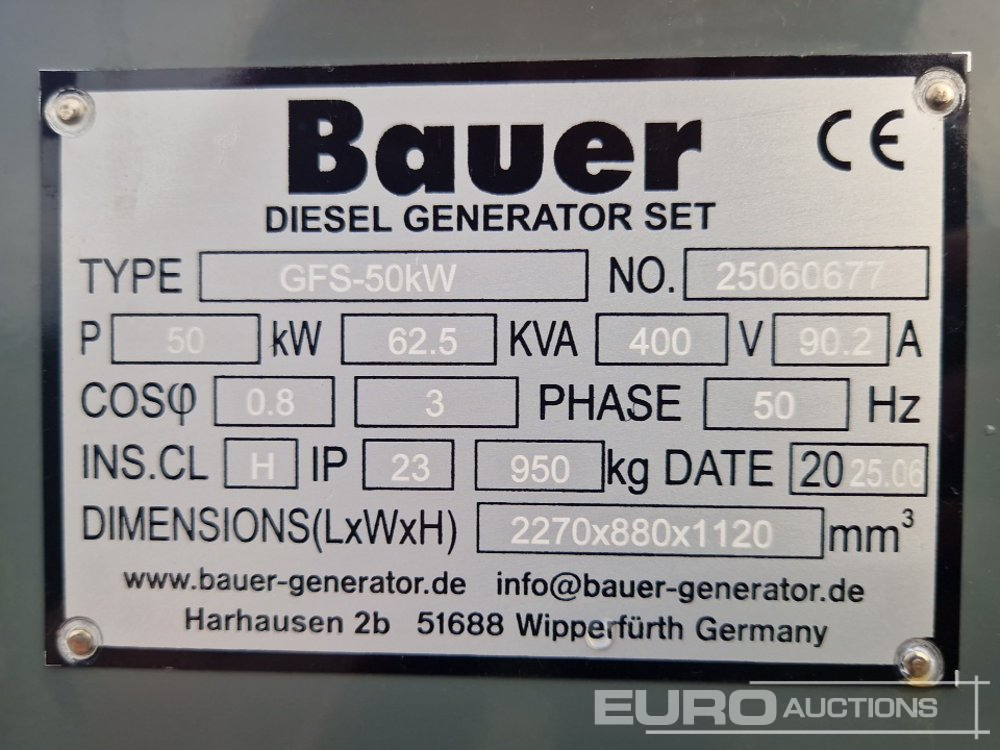 Bauer CE
DIESEL GENERATOR SET
TYPE GFS-50kW NO. 25060677
P 50 kW 62.5 KVA 400 V 90.2 A
COSφ 0.8 3 PHASE 50 Hz
INS.CL H IP 23 950 kg DATE 2025.06
DIMENSIONS(LxWxH) 2270x880x1120 mm³
www.bauer-generator.de info@bauer-generator.de
Harhausen 2b 51688 Wipperfürth Germany
EURO AUCTIONS